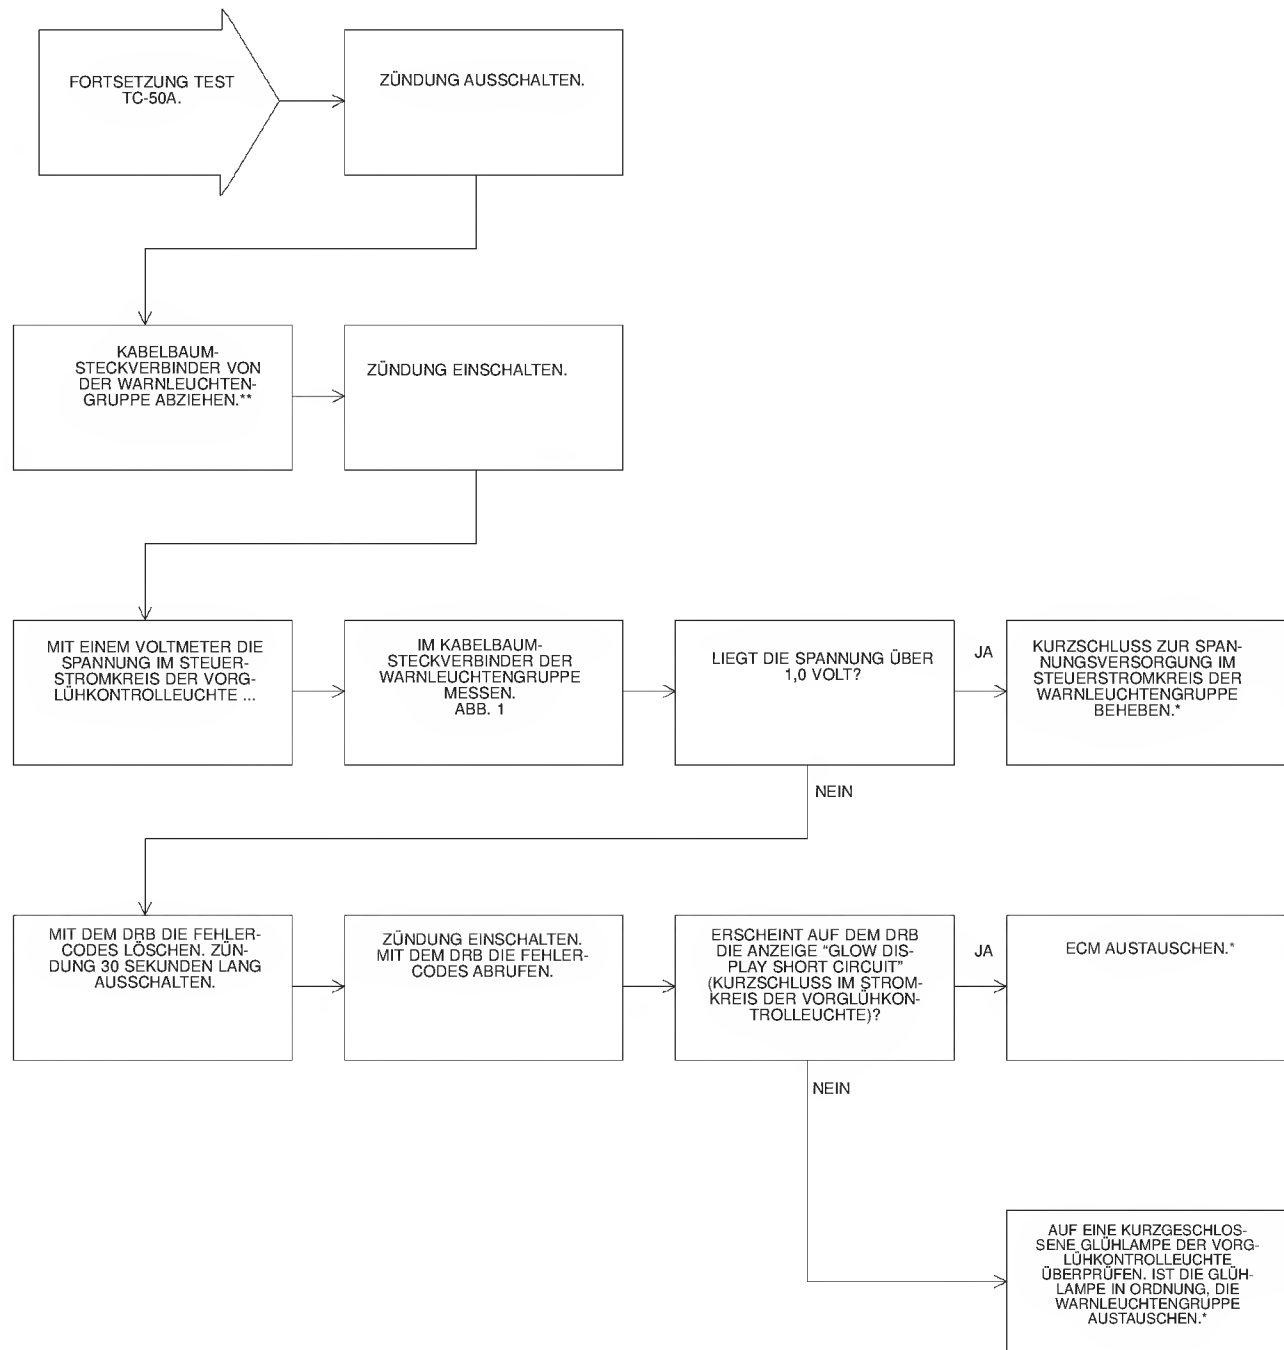 FORTSETZUNG TEST
TC-50A.
ZÜNDUNG AUSSCHALTEN.
KABELBAUM-
STECKVERBINDER VON
DER WARNLEUCHTEN-
GRUPPE ABZIEHEN.**
ZÜNDUNG EINSCHALTEN.
MIT EINEM VOLTMETER DIE
SPANNUNG IM STEUER-
STROMKREIS DER VORG-
LÜHKONTROLLEUCHTE ...
IM KABELBAUM-
STECKVERBINDER DER
WARNLEUCHTENGRUPPE
MESSEN.
ABB. 1
LIEGT DIE SPANNUNG ÜBER
1,0 VOLT?
JA
KURZSCHLUSS ZUR SPAN-
NUNGSVERSORGUNG IM
STEUERSTROMKREIS DER
WARNLEUCHTENGRUPPE
BEHEBEN.*
NEIN
MIT DEM DRB DIE FEHLER-
CODES LÖSCHEN. ZÜN-
DUNG 30 SEKUNDEN LANG
AUSSCHALTEN.
ZÜNDUNG EINSCHALTEN.
MIT DEM DRB DIE FEHLER-
CODES ABRUFEN.
ERSCHEINT AUF DEM DRB
DIE ANZEIGE “GLOW DIS-
PLAY SHORT CIRCUIT”
(KURZSCHLUSS IM STROM-
KREIS DER VORGLÜHKON-
TROLLEUCHTE)?
JA
ECM AUSTAUSCHEN.*
NEIN
AUF EINE KURZGESCHLOS-
SENE GLÜHLAMPE DER VORG-
LÜHKONTROLLEUCHTE
ÜBERPRÜFEN. IST DIE GLÜH-
LAMPE IN ORDNUNG, DIE
WARNLEUCHTENGRUPPE
AUSTAUSCHEN.*